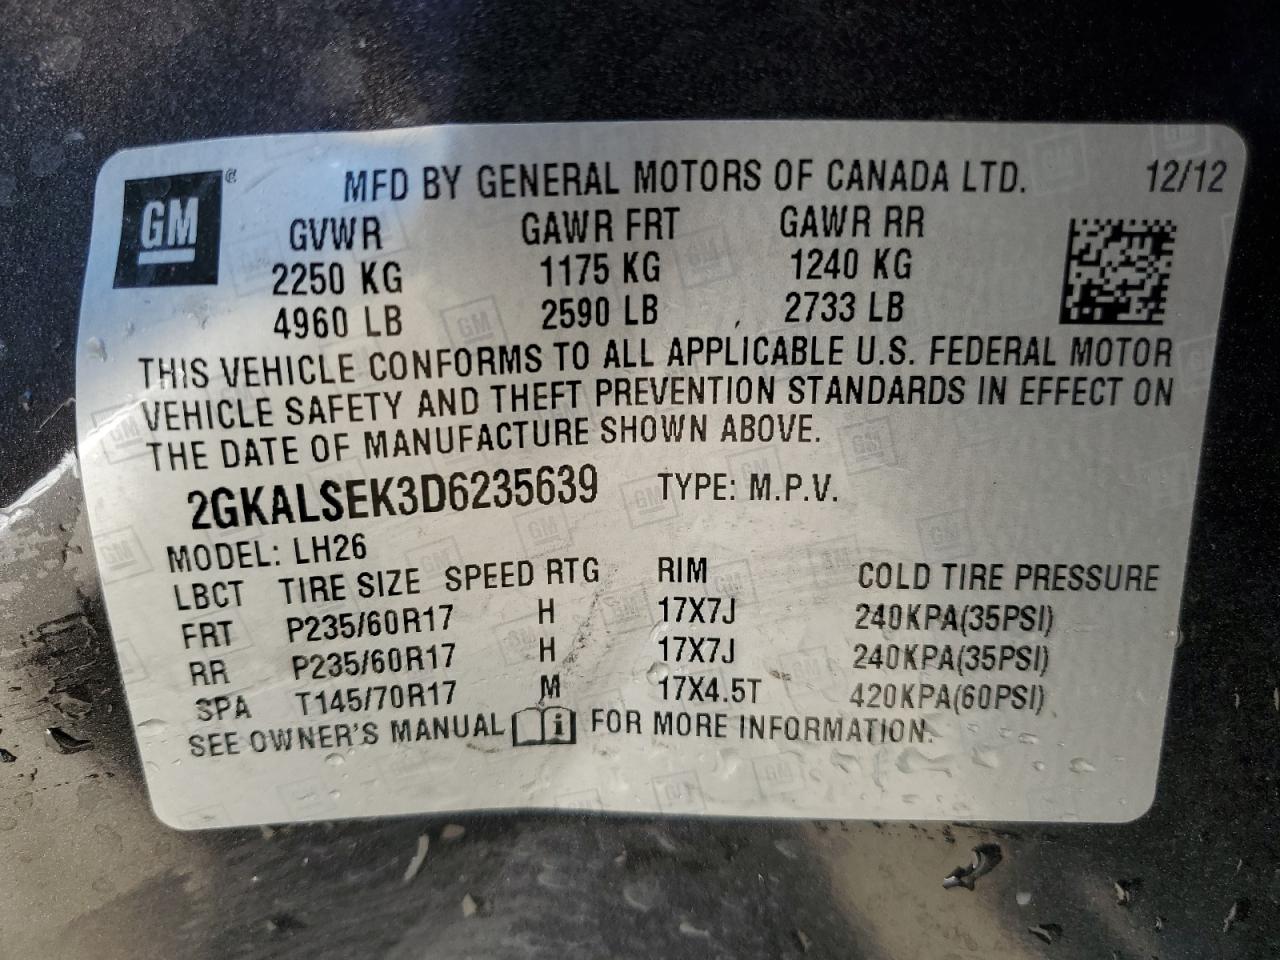 GM
MFD BY GENERAL MOTORS OF CANADA LTD. 12/12
GVWR GAWR FRT GAWR RR
2250 KG 1175 KG 1240 KG
4960 LB 2590 LB 2733 LB
THIS VEHICLE CONFORMS TO ALL APPLICABLE U.S. FEDERAL MOTOR
VEHICLE SAFETY AND THEFT PREVENTION STANDARDS IN EFFECT ON
THE DATE OF MANUFACTURE SHOWN ABOVE.
2GKALSEK3D6235639 TYPE: M.P.V.
MODEL: LH26
LBCT TIRE SIZE SPEED RTG RIM COLD TIRE PRESSURE
FRT P235/60R17 H 17X7J 240KPA(35PSI)
RR P235/60R17 H 17X7J 240KPA(35PSI)
SPA T145/70R17 M 17X4.5T 420KPA(60PSI)
SEE OWNER'S MANUAL i FOR MORE INFORMATION.